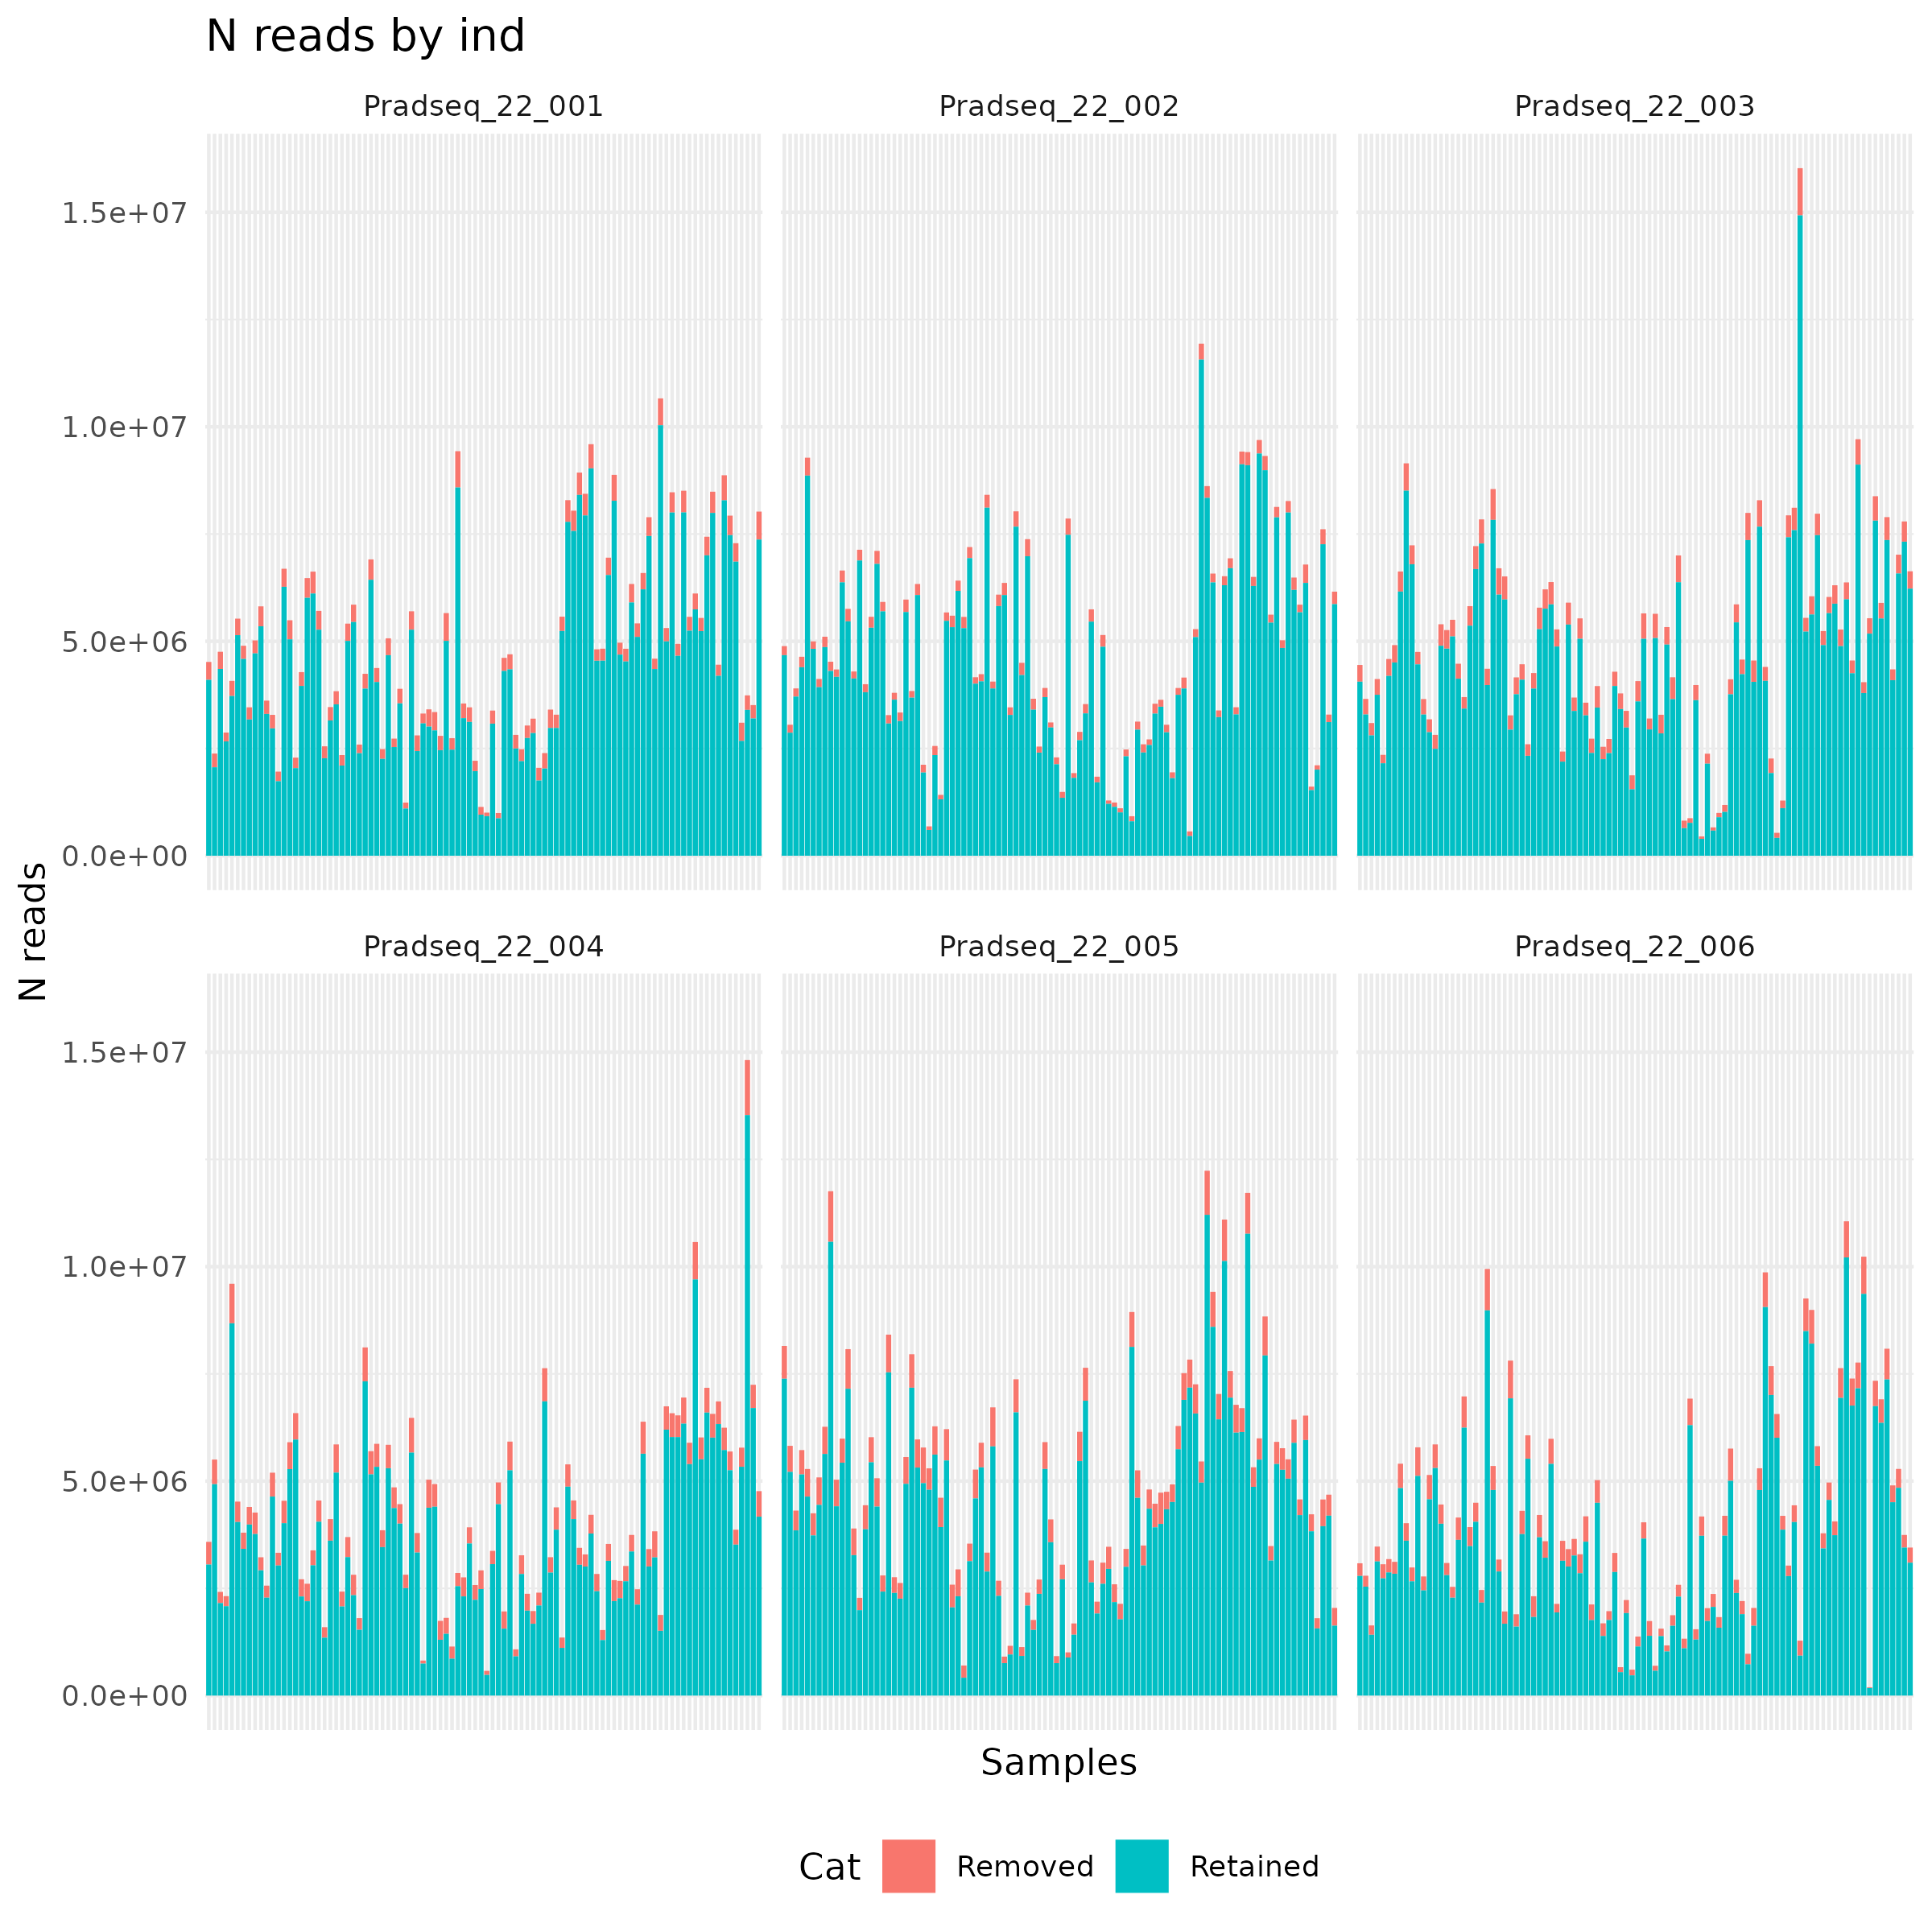 N reads by ind
Pradseq_22_001
Pradseq_22_002
Pradseq_22_003
1.5e+07
1.0e+07
5.0e+06
0.0e+00
N reads
Pradseq_22_004
Pradseq_22_005
Pradseq_22_006
1.5e+07
1.0e+07
5.0e+06
0.0e+00
Samples
Cat Removed Retained